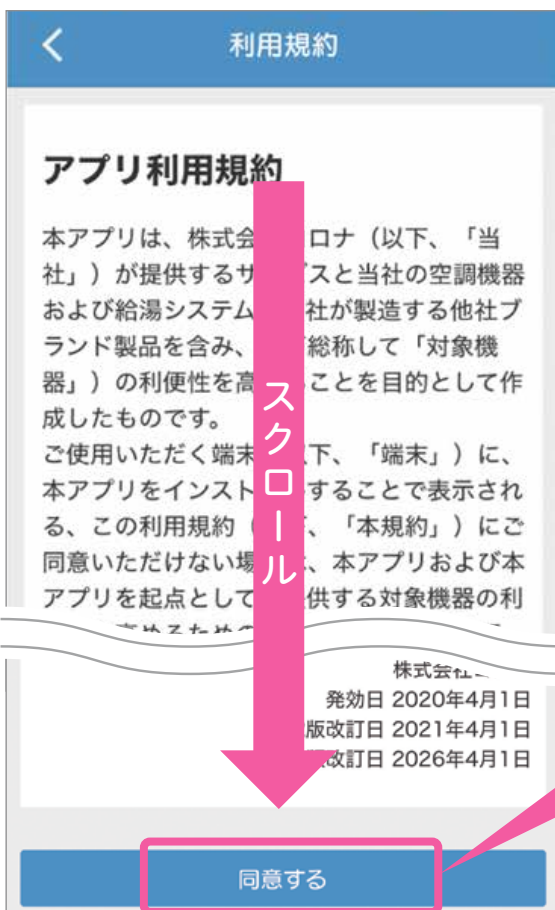 利用規約
アプリ利用規約
本アプリは、株式会 ロナ（以下、「当
社」）が提供するサ スと当社の空調機器
および給湯システム 社が製造する他社ブ
ランド製品を含み、 総称して「対象機
器」）の利便性を高 ることを目的として作
成したものです。
ご使用いただく端末 下、「端末」）に、
本アプリをインスト することで表示され
る、この利用規約（ 、「本規約」）にご
同意いただけない場 、本アプリおよび本
アプリを起点として 供する対象機器の利
スクロール
株式会社
発効日 2020年4月1日
版改訂日 2021年4月1日
改訂日 2026年4月1日
同意する